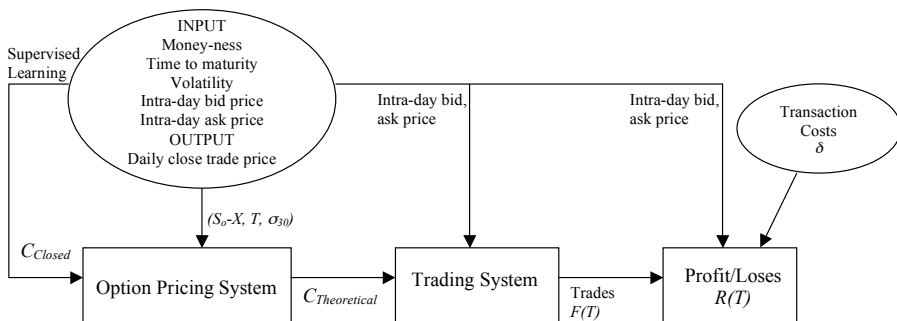 INPUT
Money-ness
Time to maturity
Volatility
Intra-day bid price
Intra-day ask price
OUTPUT
Daily close trade price
Supervised
Learning
Intra-day bid,
ask price
Intra-day bid,
ask price
Transaction
Costs
δ
(So-X, T, σ30)
CClosed
Option Pricing System
CTheoretical
Trading System
Trades
F(T)
Profit/Loses
R(T)